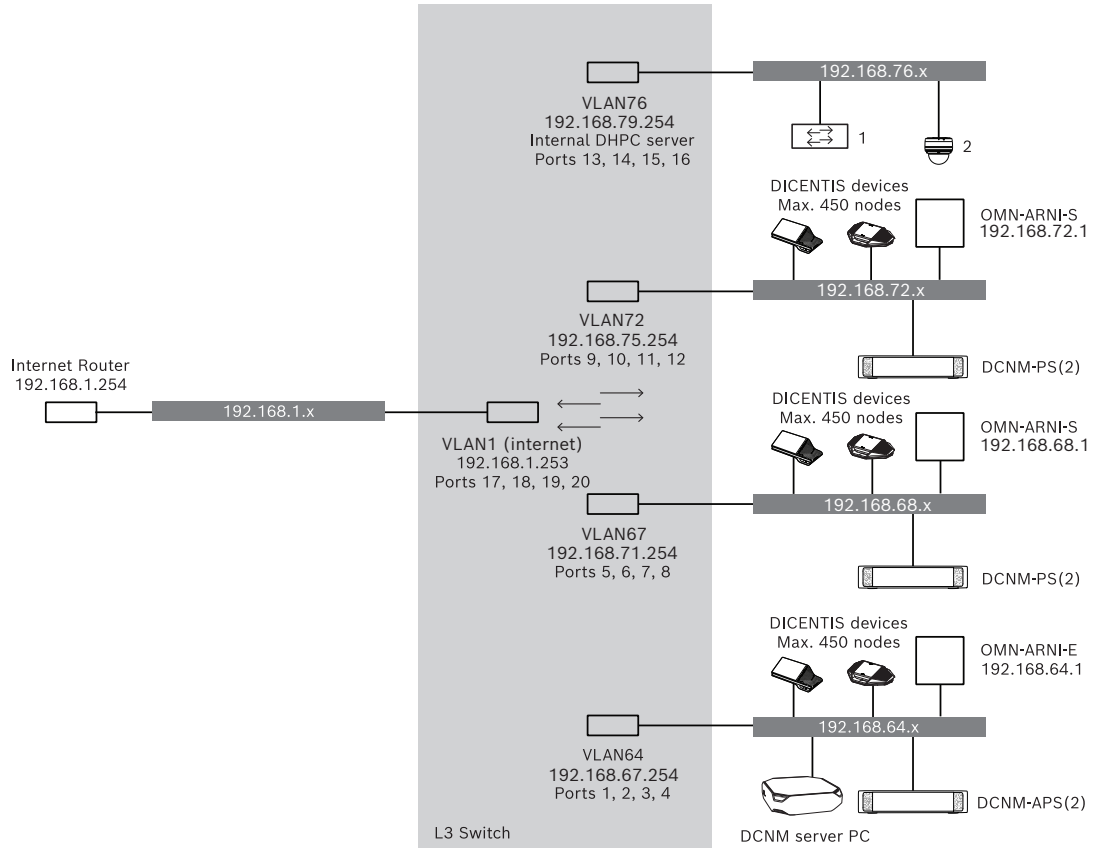 192.168.76.x
VLAN76
192.168.79.254
Internal DHPC server
Ports 13, 14, 15, 16
1
2
DICENTIS devices
Max. 450 nodes
OMN-ARNI-S
192.168.72.1
192.168.72.x
VLAN72
192.168.75.254
Ports 9, 10, 11, 12
DCNM-PS(2)
Internet Router
192.168.1.254
192.168.1.x
VLAN1 (internet)
192.168.1.253
Ports 17, 18, 19, 20
DICENTIS devices
Max. 450 nodes
OMN-ARNI-S
192.168.68.1
192.168.68.x
VLAN67
192.168.71.254
Ports 5, 6, 7, 8
DCNM-PS(2)
DICENTIS devices
Max. 450 nodes
OMN-ARNI-E
192.168.64.1
192.168.64.x
VLAN64
192.168.67.254
Ports 1, 2, 3, 4
DCNM-APS(2)
L3 Switch
DCNM server PC